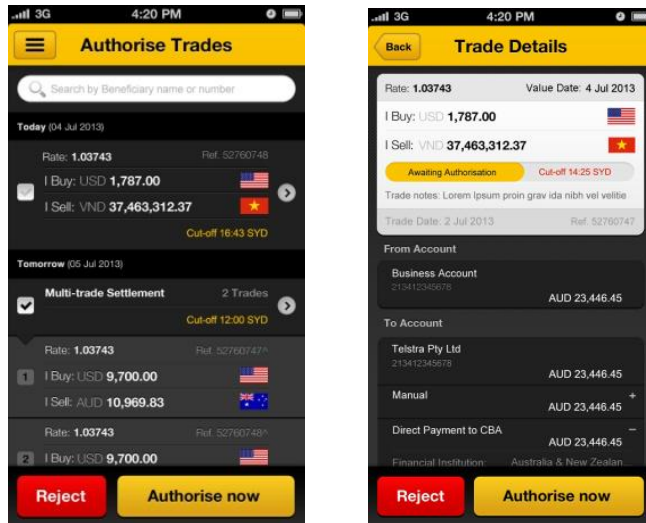 3G 4:20 PM
Authorise Trades
Search by Beneficiary name or number
Today (04 Jul 2013)
Rate: 1.03743 Ref. 52760748
I Buy: USD 1,787.00
I Sell: VND 37,463,312.37
Cut-off 16:43 SYD
Tomorrow (05 Jul 2013)
Multi-trade Settlement 2 Trades
Cut-off 12:00 SYD
Rate: 1.03743 Ref. 52760747^
1 I Buy: USD 9,700.00
I Sell: AUD 10,969.83
Rate: 1.03743 Ref. 52760748^
2 I Buy: USD 9,700.00
Reject Authorise now
3G 4:20 PM
Back Trade Details
Rate: 1.03743 Value Date: 4 Jul 2013
I Buy: USD 1,787.00
I Sell: VND 37,463,312.37
Awaiting Authorisation Cut-off 14:25 SYD
Trade notes: Lorem Ipsum proin grav ida nibh vel velitie
Trade Date: 2 Jul 2013 Ref. 52760747
From Account
Business Account
213412345678
AUD 23,446.45
To Account
Telstra Pty Ltd
213412345678
AUD 23,446.45
Manual +
AUD 23,446.45
Direct Payment to CBA −
AUD 23,446.45
Financial Institution: Australia & New Zealan...
Reject Authorise now